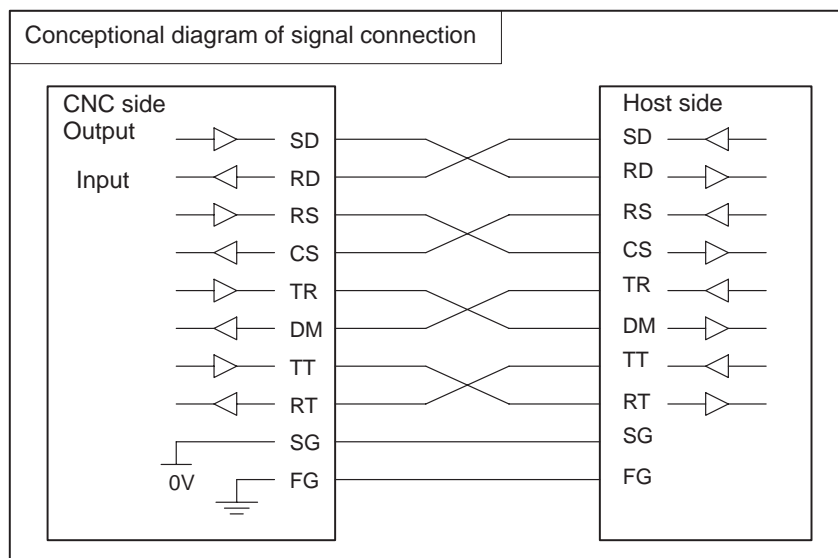 Conceptional diagram of signal connection
CNC side
Output
Input
SD
RD
RS
CS
TR
DM
TT
RT
SG
FG
0V
Host side
SD
RD
RS
CS
TR
DM
TT
RT
SG
FG